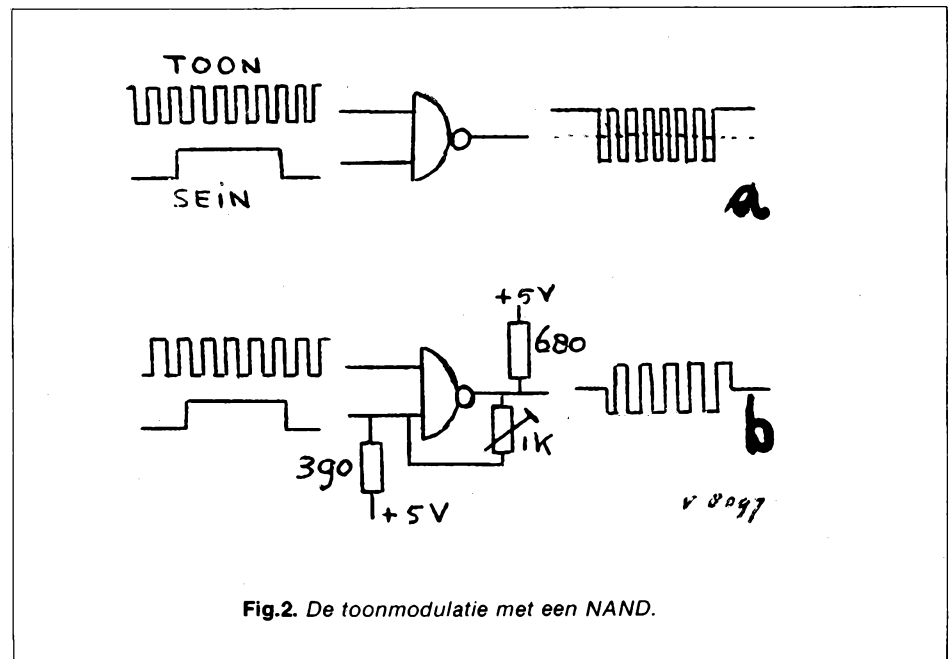 TOON
SEiN
a
+5V
680
1K
390
+5V
b
Fig.2. De toonmodulatie met een NAND.